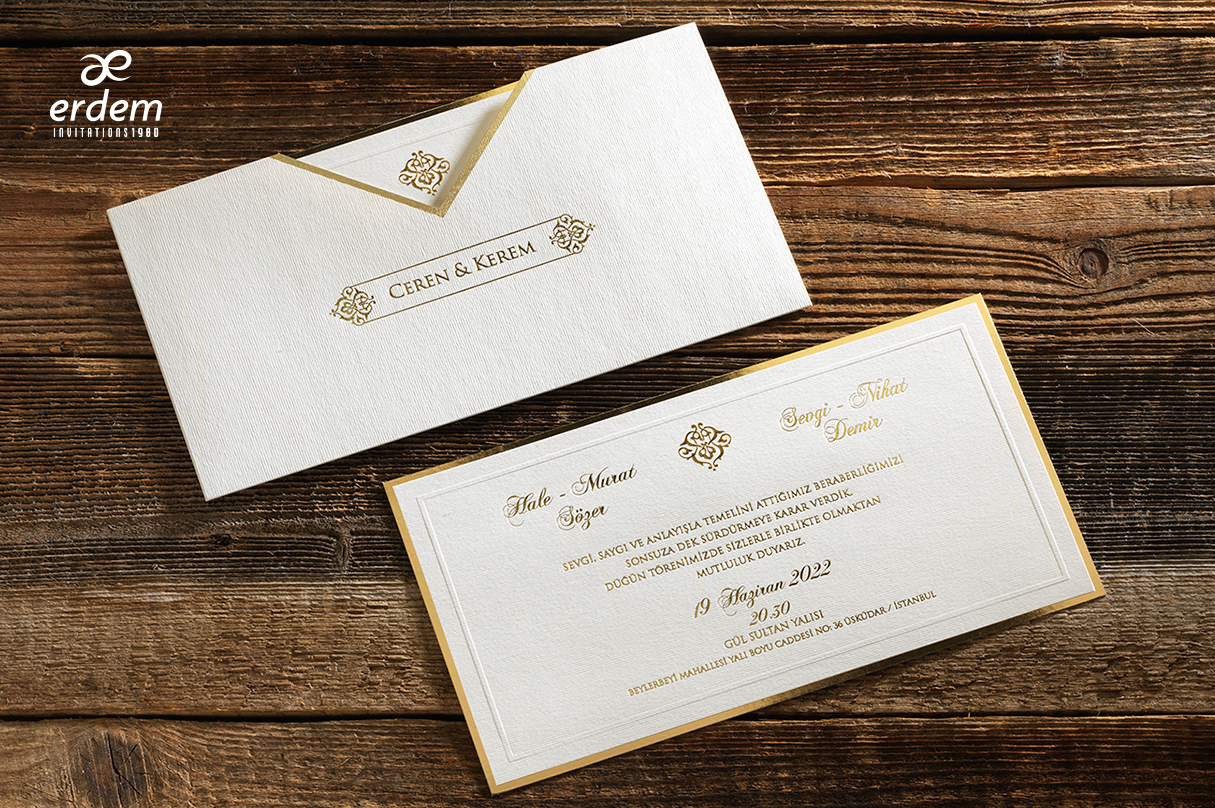 erdem
INVITATIONS1980
CEREN & KEREM
Hale - Murat
Sözer
Sevgi - Nihat
Demir
SEVGİ, SAYGI VE ANLAYIŞLA TEMELİNİ ATTIĞIMIZ BERABERLİĞİMİZİ
SONSUZA DEK SÜRDÜRMEYE KARAR VERDİK.
DÜĞÜN TÖRENİMİZDE SİZLERLE BİRLİKTE OLMAKTAN
MUTLULUK DUYARIZ.
19 Haziran 2022
20.30
GÜL SULTAN YALISI
BEYLERBEYİ MAHALLESİ YALI BOYU CADDESİ NO: 36 ÜSKÜDAR / İSTANBUL